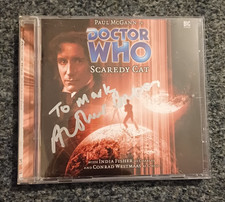 PAUL McGANN
DOCTOR
WHO
SCAREDY CAT
To Mark
WITH INDIA FISHER
AND CONRAD WESTMAAS